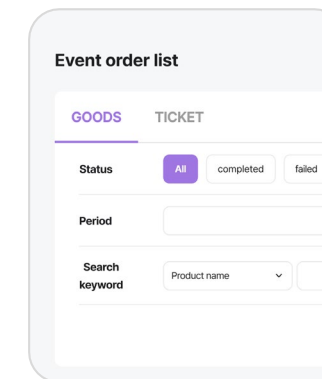 Event order list
GOODS TICKET
Status All completed failed
Period
Search
keyword
Product name